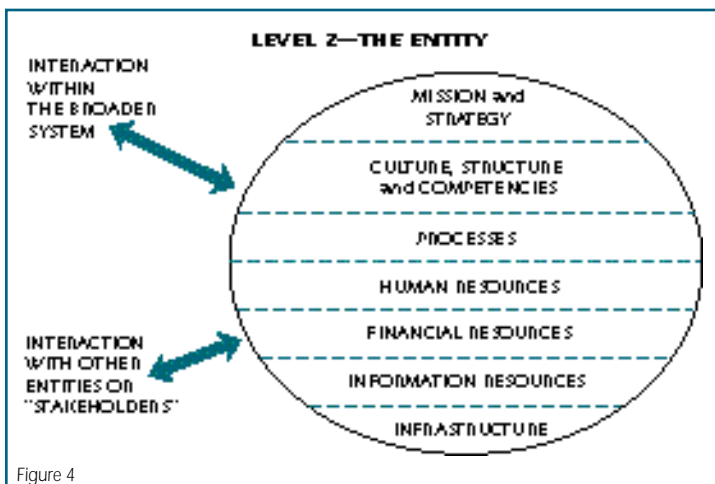 LEVEL 2—THE ENTITY
INTERACTION
WITHIN
THE BROADER
SYSTEM
MISSION and
STRATEGY
CULTURE, STRUCTURE
and COMPETENCIES
PROCESSES
HUMAN RESOURCES
FINANCIAL RESOURCES
INFORMATION RESOURCES
INFRASTRUCTURE
INTERACTION
WITH OTHER
ENTITIES OR
"STAKEHOLDERS"
Figure 4